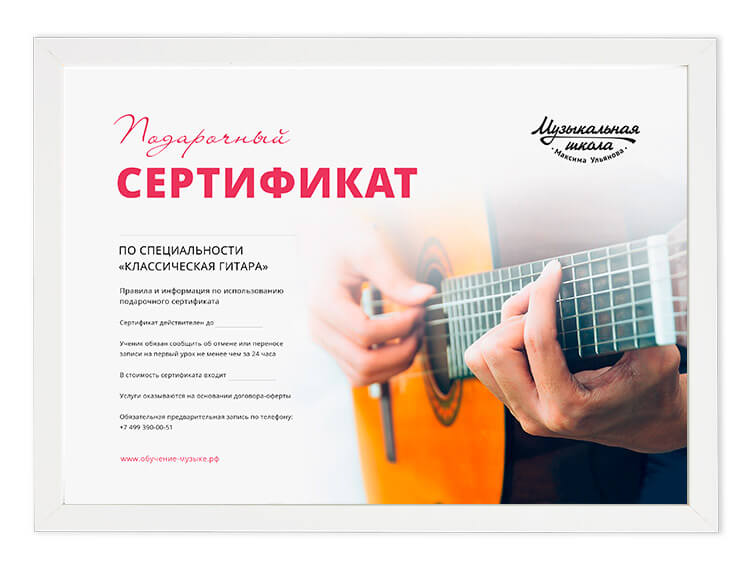 Подарочный
СЕРТИФИКАТ
Музыкальная
школа
• Максима Ульянова •
ПО СПЕЦИАЛЬНОСТИ
«КЛАССИЧЕСКАЯ ГИТАРА»
Правила и информация по использованию
подарочного сертификата
Сертификат действителен до ____________
Ученик обязан сообщить об отмене или переносе
записи на первый урок не менее чем за 24 часа
В стоимость сертификата входит ____________
Услуги оказываются на основании договора-оферты
Обязательная предварительная запись по телефону:
+7 499 390-00-51
www.обучение-музыке.рф